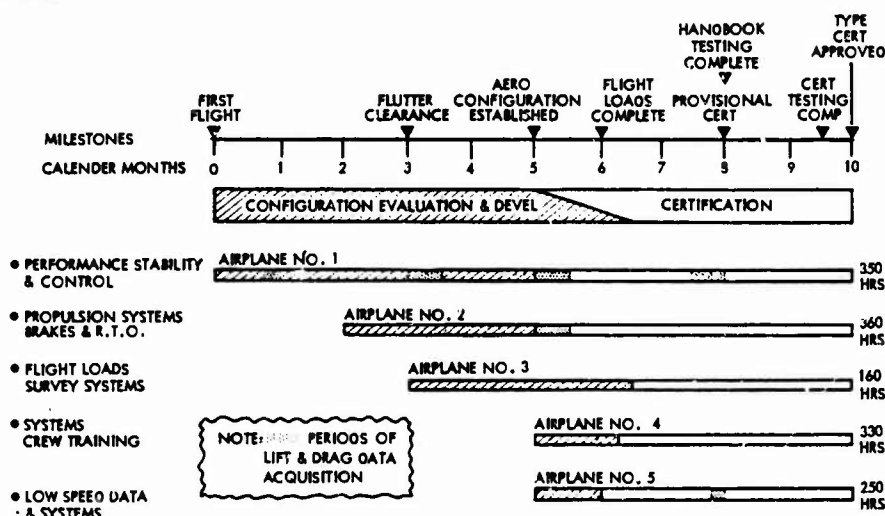 TYPE
CERT
APPROVED
HANDBOOK
TESTING
COMPLETE
FIRST
FLIGHT
FLUTTER
CLEARANCE
AERO
CONFIGURATION
ESTABLISHED
FLIGHT
LOADS
COMPLETE
PROVISIONAL
CERT
CERT
TESTING
COMP
MILESTONES
CALENDER MONTHS 0 1 2 3 4 5 6 7 8 9 10
CONFIGURATION EVALUATION & DEVEL CERTIFICATION
• PERFORMANCE STABILITY
& CONTROL
AIRPLANE NO. 1
350
HRS
• PROPULSION SYSTEMS
BRAKES & R.T.O.
AIRPLANE NO. 2
360
HRS
• FLIGHT LOADS
SURVEY SYSTEMS
AIRPLANE NO. 3
160
HRS
• SYSTEMS
CREW TRAINING
AIRPLANE NO. 4
330
HRS
NOTE: PERIODS OF
LIFT & DRAG DATA
ACQUISITION
• LOW SPEED DATA
& SYSTEMS
AIRPLANE NO. 5
250
HRS